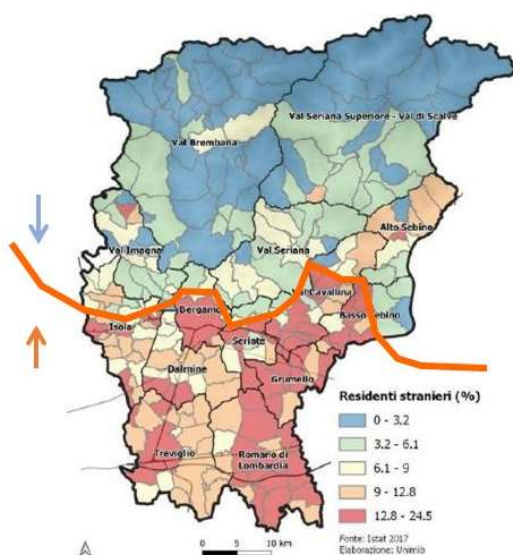 Val Seriana Superiore - Val di Scalve
Val Brembana
Alto Sebino
Val Imagna
Val Seriana
Val Cavallina
Bergamo
Basso Sebino
Isola
Seriate
Dalmine
Grumello
Treviglio
Romano di
Lombardia
Residenti stranieri (%)
0 - 3.2
3.2 - 6.1
6.1 - 9
9 - 12.8
12.8 - 24.5
0 5 10 km
Fonte: Istat 2017
Elaborazione: Unimib